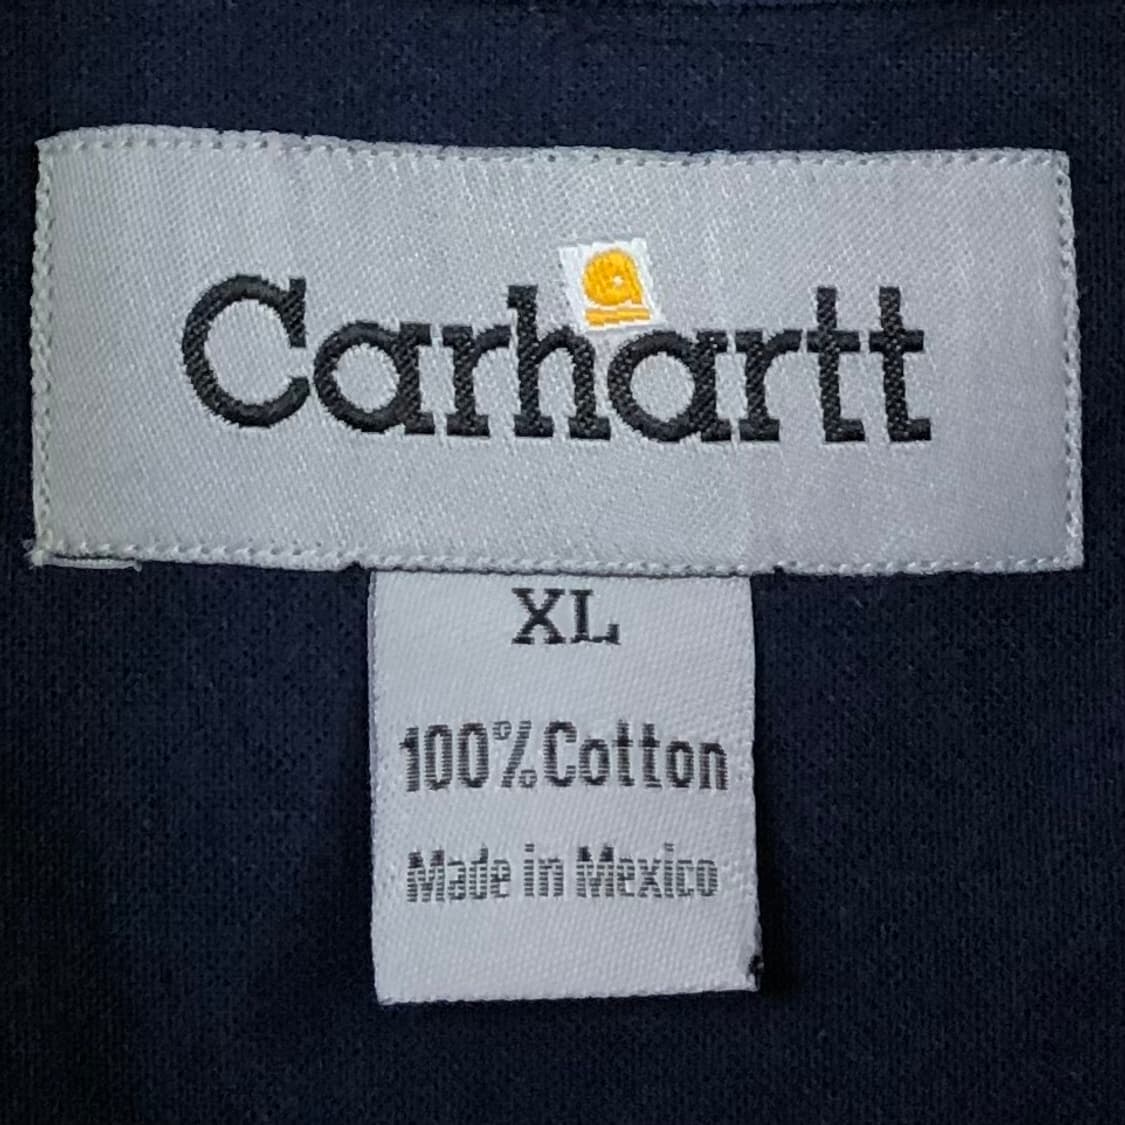 Carhartt
XL
100% Cotton
Made in Mexico